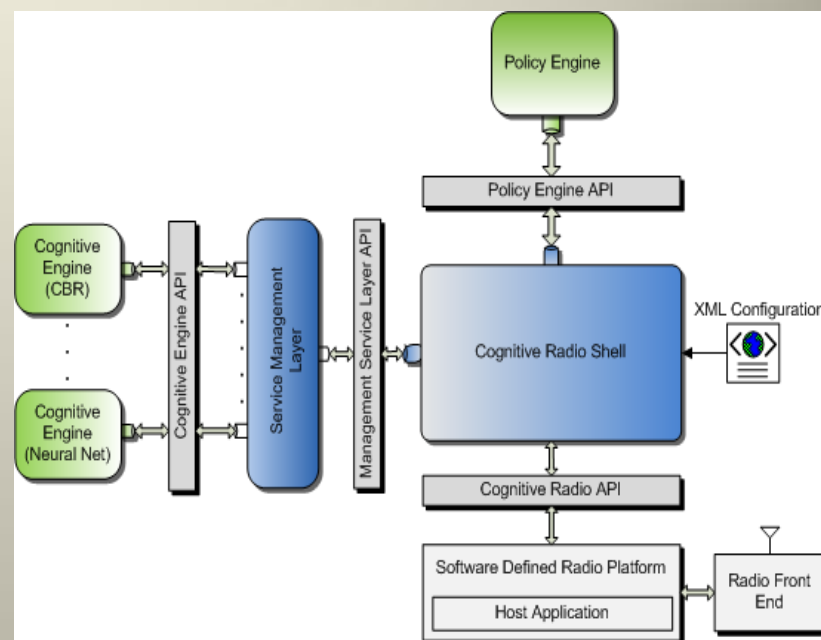 Policy Engine
Policy Engine API
Cognitive
Engine
(CBR)
Cognitive Engine API
Service Management
Layer
Management Service Layer API
Cognitive Radio Shell
XML Configuration
Cognitive
Engine
(Neural Net)
Cognitive Radio API
Software Defined Radio Platform
Host Application
Radio Front
End